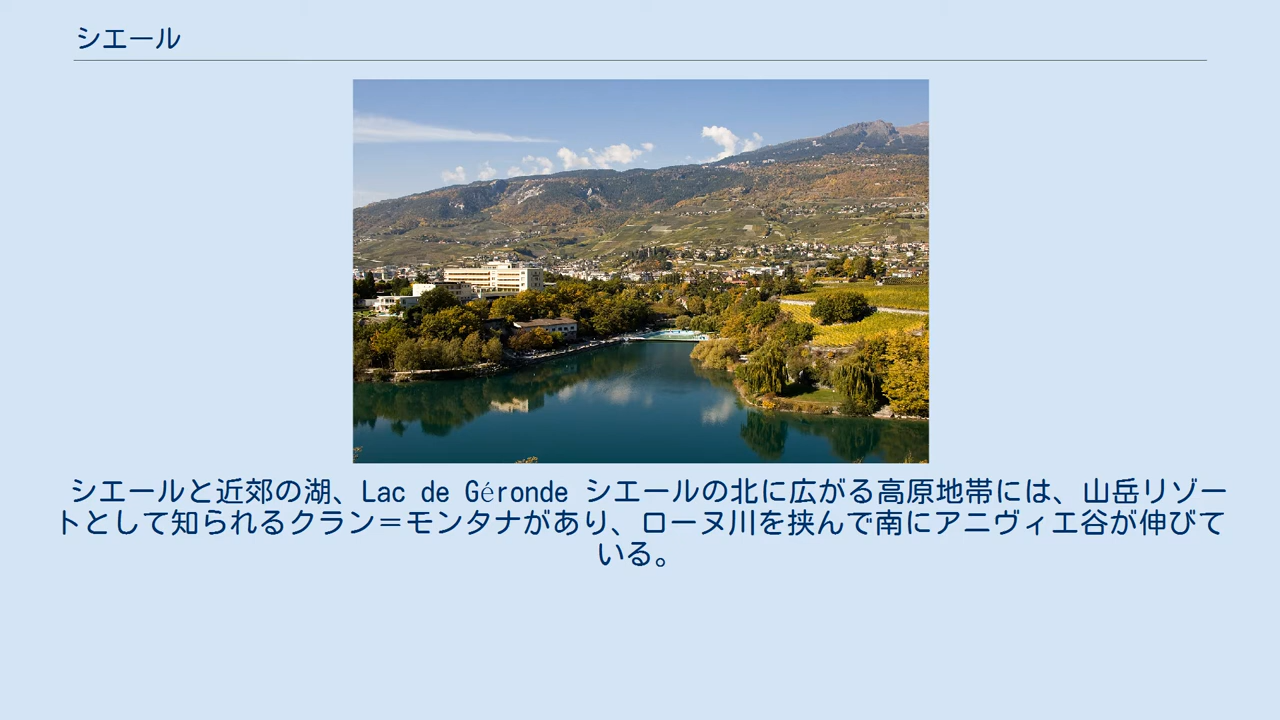 シエール
シエールと近郊の湖、Lac de Géronde シエールの北に広がる高原地帯には、山岳リゾー
トとして知られるクラン＝モンタナがあり、ローヌ川を挟んで南にアニヴィエ谷が伸びて
いる。